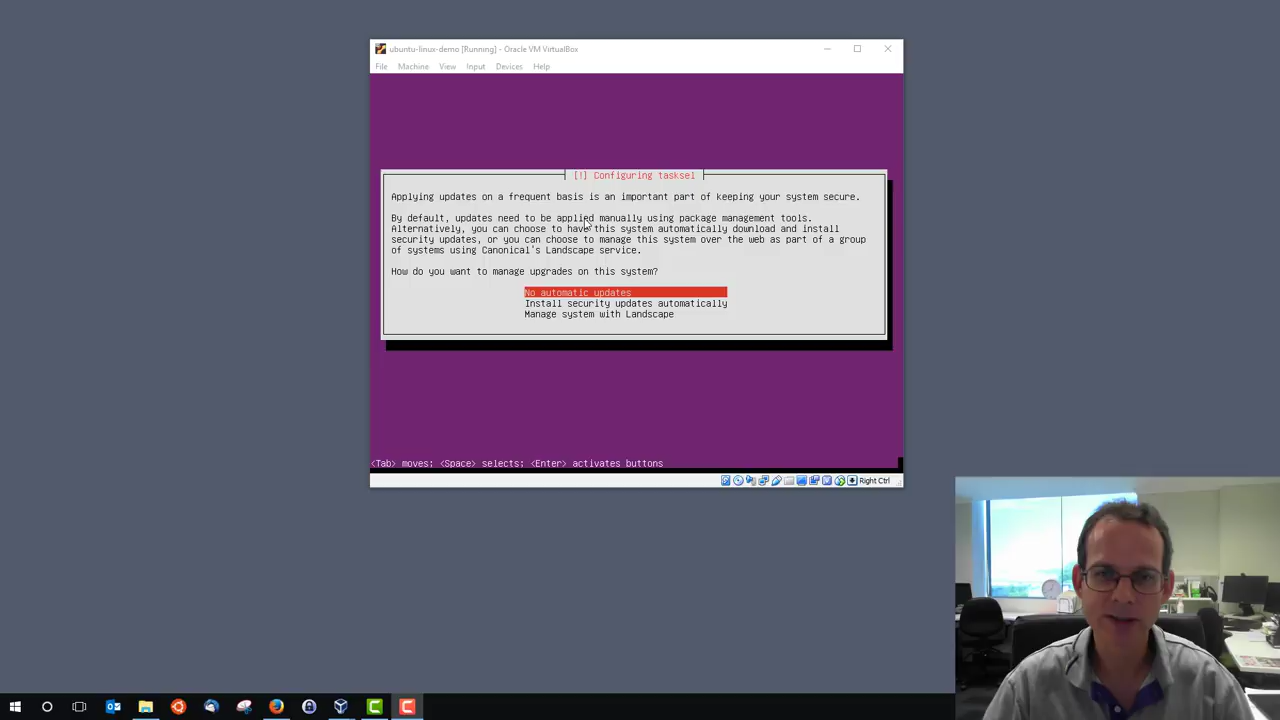 ubuntu-linux-demo [Running] - Oracle VM VirtualBox
File Machine View Input Devices Help
[!] Configuring tasksel
Applying updates on a frequent basis is an important part of keeping your system secure.
By default, updates need to be applied manually using package management tools.
Alternatively, you can choose to have this system automatically download and install
security updates, or you can choose to manage this system over the web as part of a group
of systems using Canonical's Landscape service.
How do you want to manage upgrades on this system?
No automatic updates
Install security updates automatically
Manage system with Landscape
<Tab> moves; <Space> selects; <Enter> activates buttons
Right Ctrl